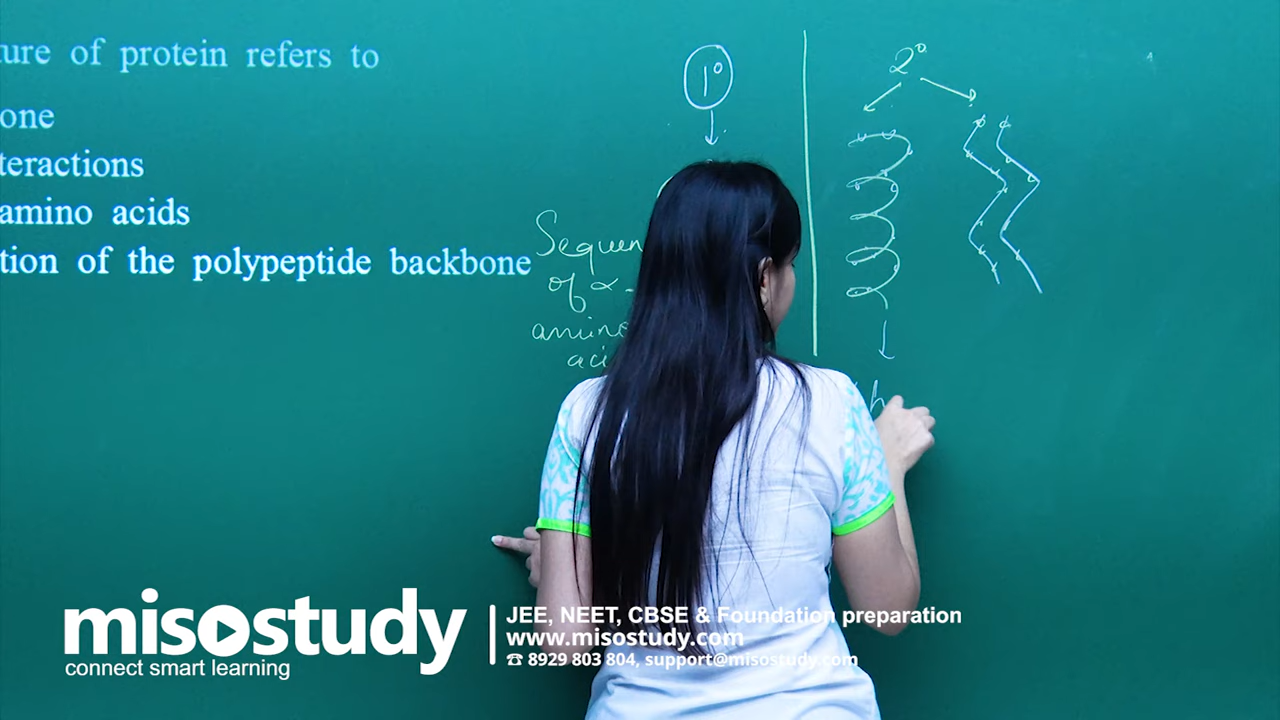 ture of protein refers to
one
teractions
amino acids
tion of the polypeptide backbone
1°
Sequen
of α-
amino
aci
2°
h
misostudy
connect smart learning
JEE, NEET, CBSE & Foundation preparation
www.misostudy.com
☎ 8929 803 804, support@misostudy.com